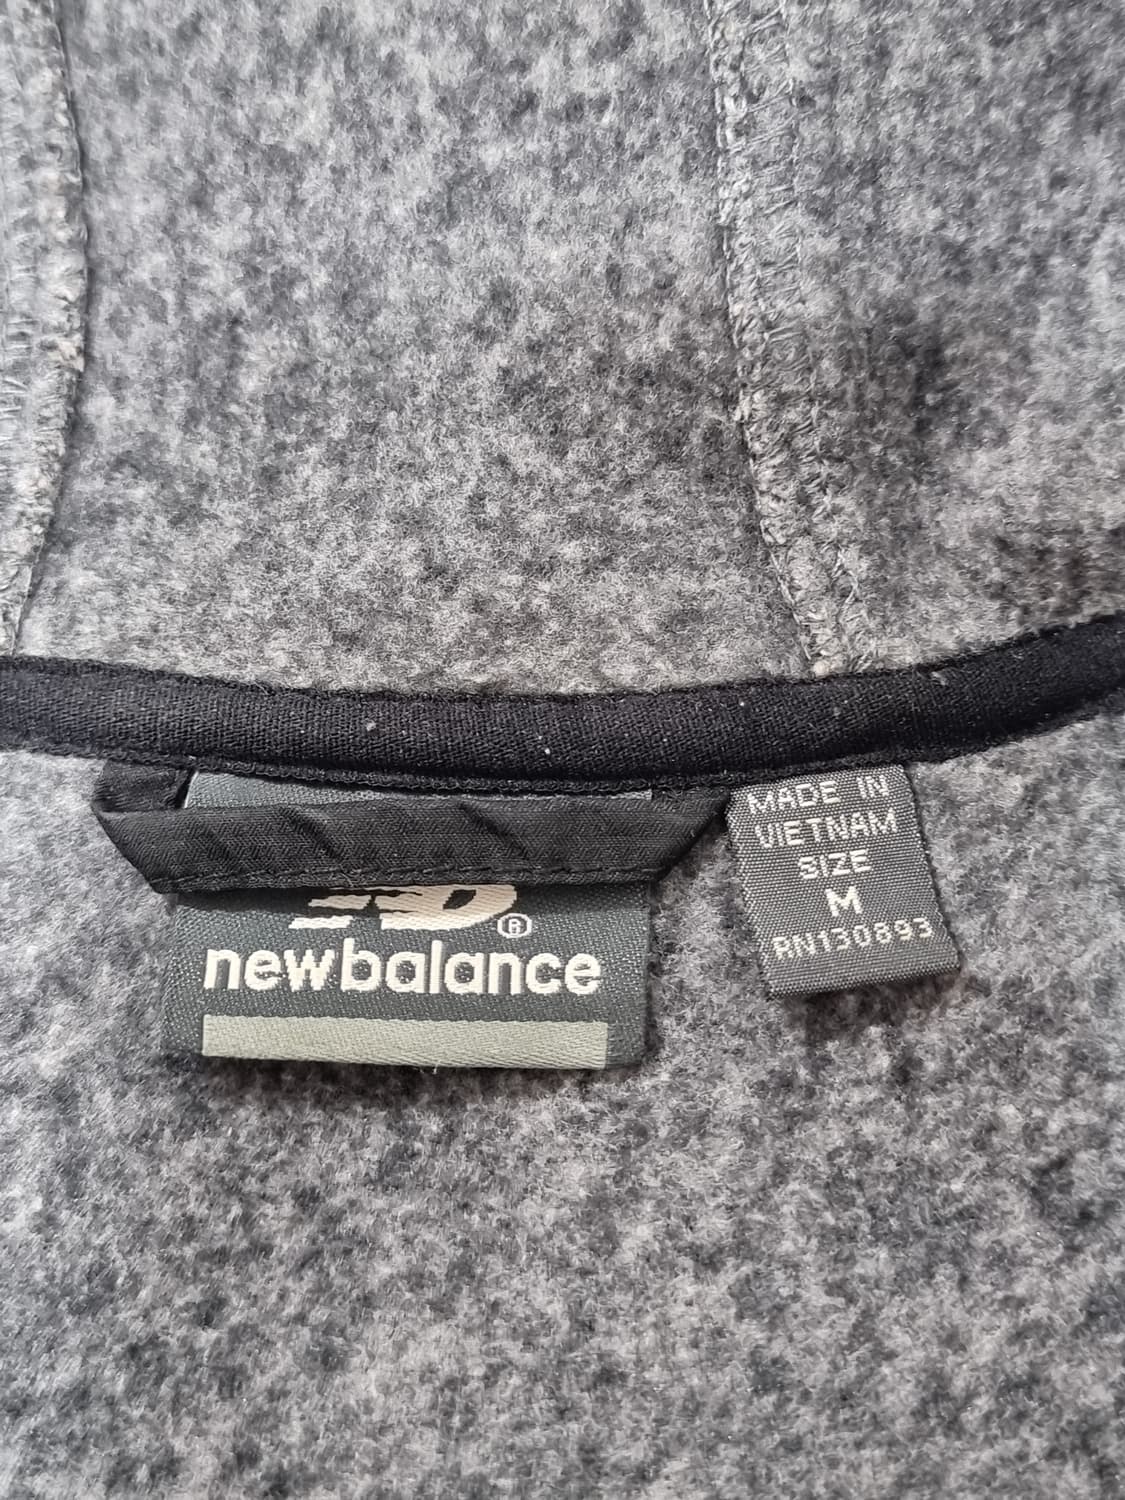 ®
newbalance
MADE IN
VIETNAM
SIZE
M
RN130893